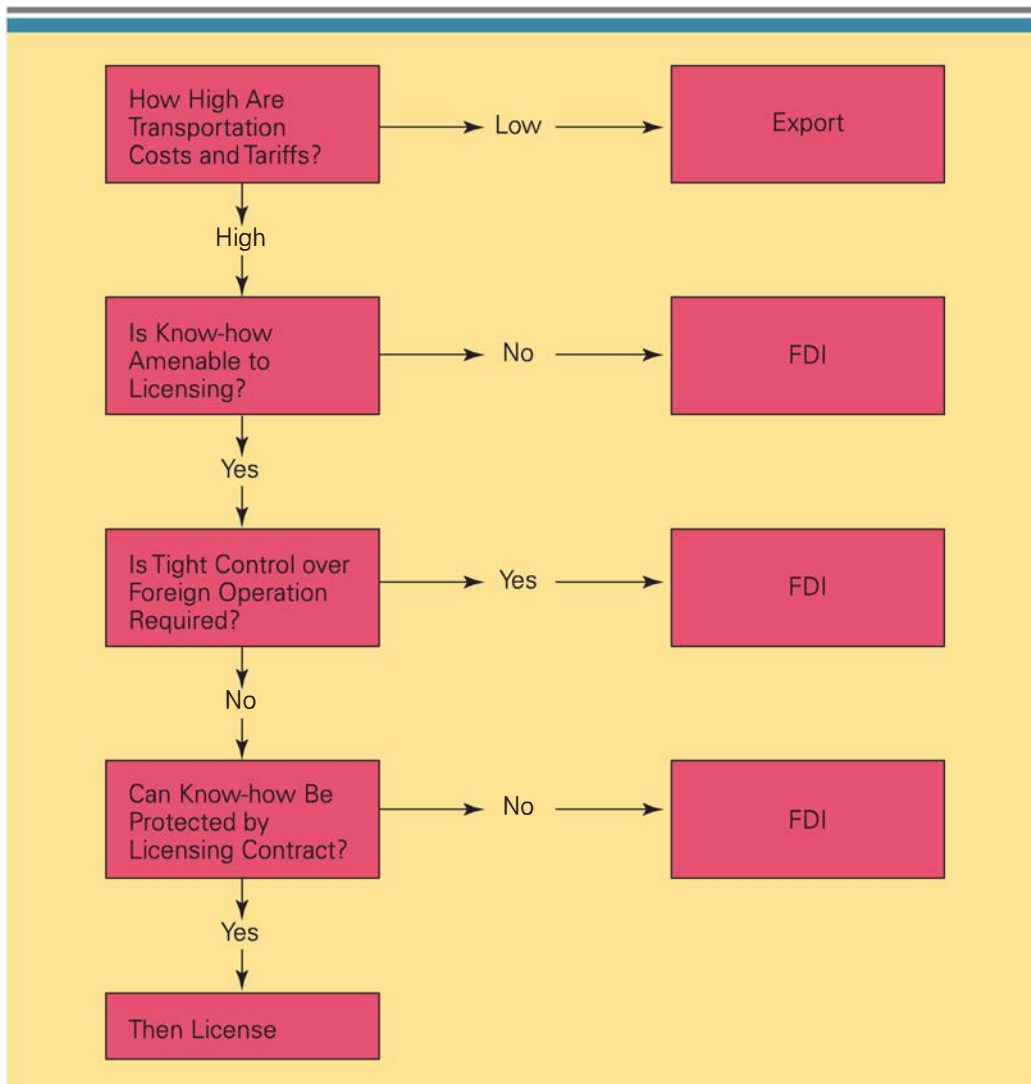 How High Are
Transportation
Costs and Tariffs?
Low
Export
High
Is Know-how
Amenable to
Licensing?
No
FDI
Yes
Is Tight Control over
Foreign Operation
Required?
Yes
FDI
No
Can Know-how Be
Protected by
Licensing Contract?
No
FDI
Yes
Then License